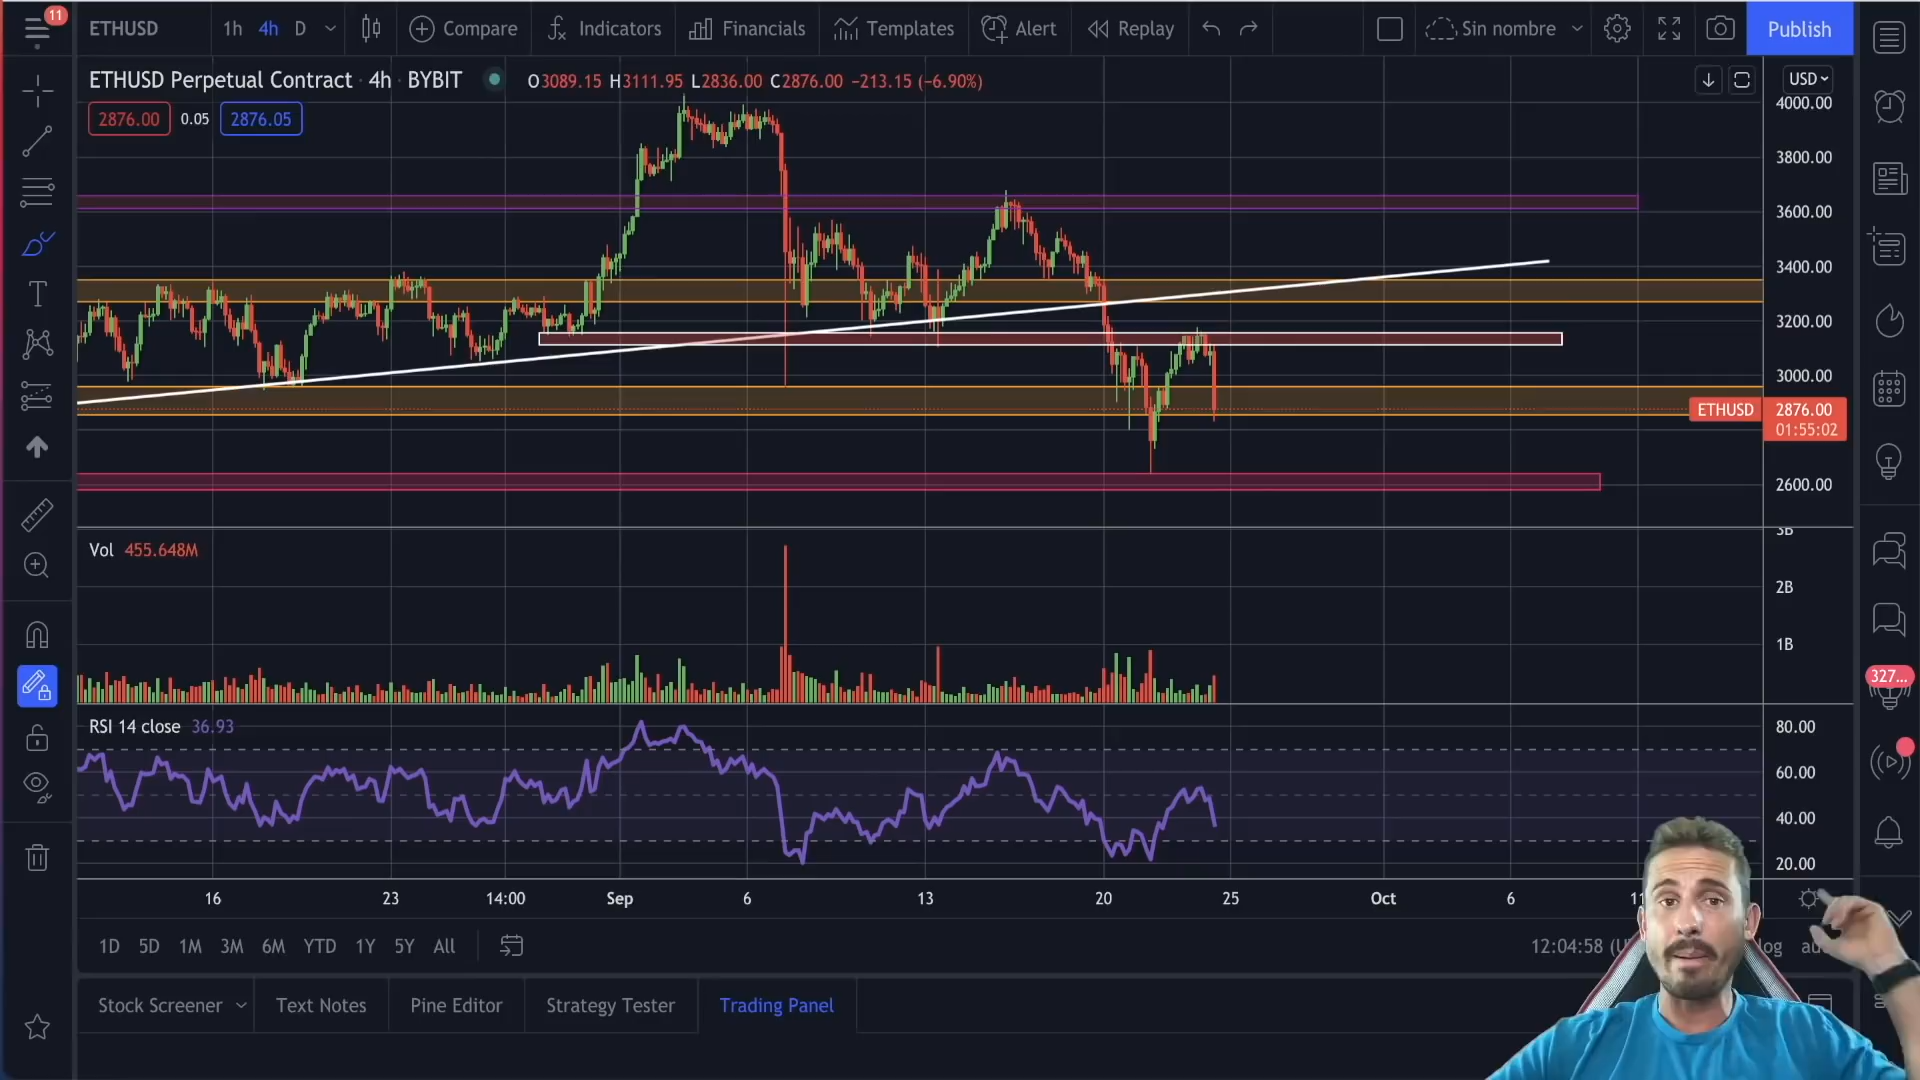 11
ETHUSD
1h 4h D
Compare
Indicators
Financials
Templates
Alert
Replay
Sin nombre
Publish
ETHUSD Perpetual Contract · 4h · BYBIT
O3089.15 H3111.95 L2836.00 C2876.00 −213.15 (−6.90%)
USD
2876.00 0.05 2876.05
4000.00
3800.00
3600.00
3400.00
3200.00
3000.00
ETHUSD 2876.00
01:55:02
2600.00
Vol 455.648M
3B
2B
1B
327...
RSI 14 close 36.93
80.00
60.00
40.00
20.00
16 23 14:00 Sep 6 13 20 25 Oct 6 11
1D 5D 1M 3M 6M YTD 1Y 5Y All
12:04:58
Stock Screener
Text Notes
Pine Editor
Strategy Tester
Trading Panel